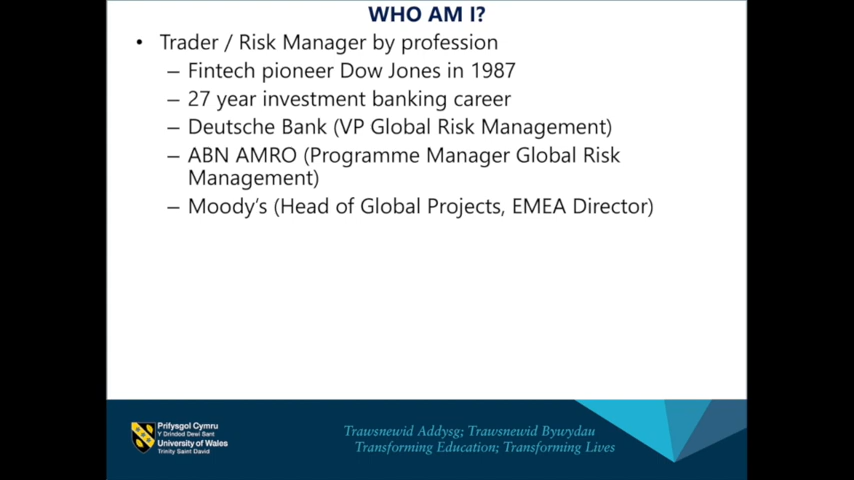 WHO AM I?
• Trader / Risk Manager by profession
– Fintech pioneer Dow Jones in 1987
– 27 year investment banking career
– Deutsche Bank (VP Global Risk Management)
– ABN AMRO (Programme Manager Global Risk
Management)
– Moody's (Head of Global Projects, EMEA Director)
Prifysgol Cymru
Y Drindod Dewi Sant
University of Wales
Trinity Saint David
Trawsnewid Addysg; Trawsnewid Bywydau
Transforming Education; Transforming Lives